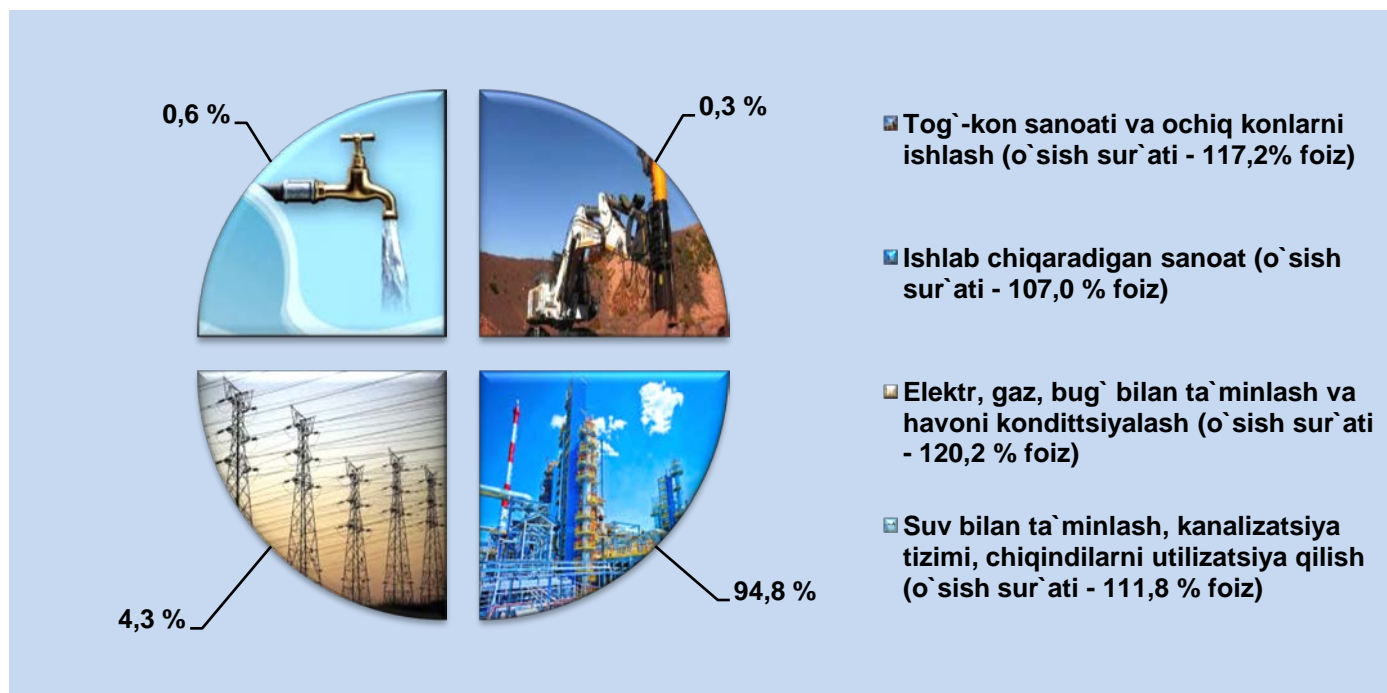 0,6 %
0,3 %
4,3 %
94,8 %
Tog`-kon sanoati va ochiq konlarni
ishlash (o`sish sur`ati - 117,2% foiz)
Ishlab chiqaradigan sanoat (o`sish
sur`ati - 107,0 % foiz)
Elektr, gaz, bug` bilan ta`minlash va
havoni kondittsiyalash (o`sish sur`ati
- 120,2 % foiz)
Suv bilan ta`minlash, kanalizatsiya
tizimi, chiqindilarni utilizatsiya qilish
(o`sish sur`ati - 111,8 % foiz)